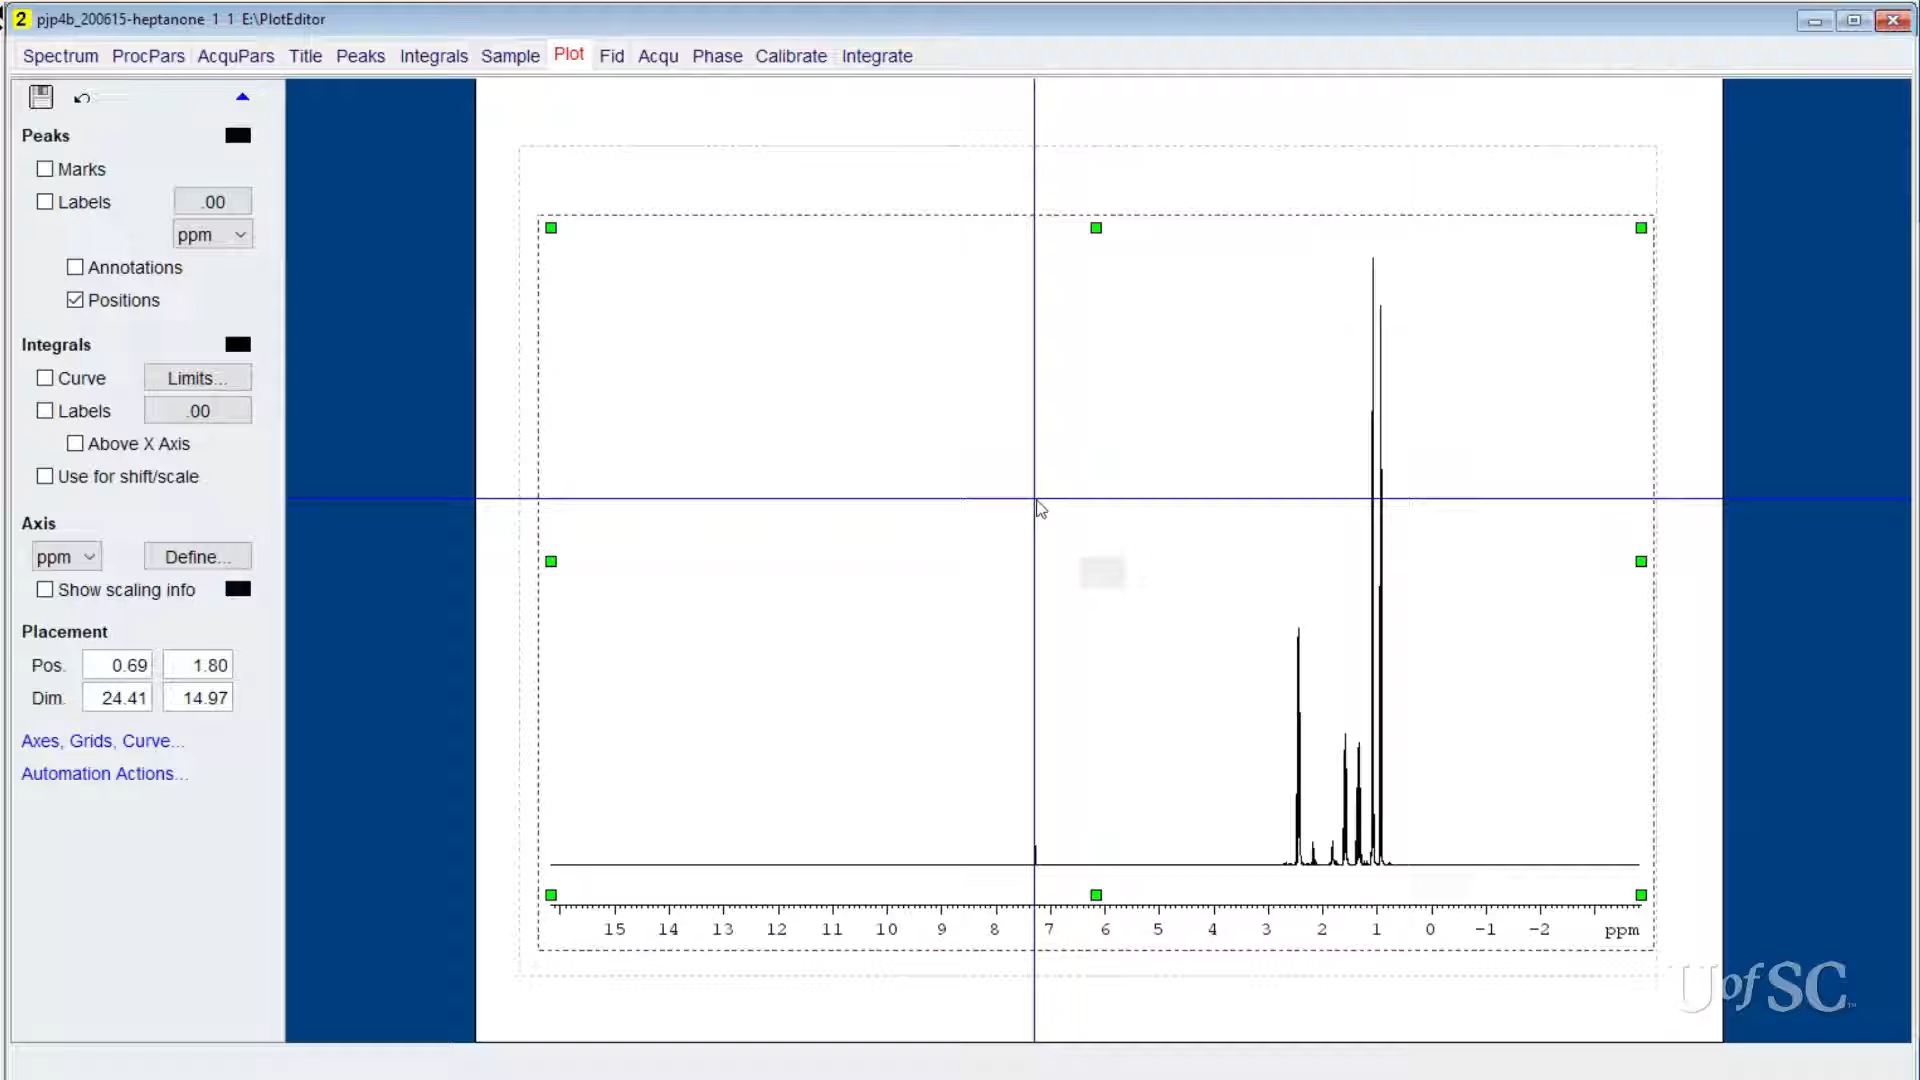 2 pjp4b_200615-heptanone 1 1 E:\PlotEditor
Spectrum ProcPars AcquPars Title Peaks Integrals Sample Plot Fid Acqu Phase Calibrate Integrate
Peaks
Marks
Labels .00
ppm
Annotations
Positions
Integrals
Curve Limits...
Labels .00
Above X Axis
Use for shift/scale
Axis
ppm Define...
Show scaling info
Placement
Pos. 0.69 1.80
Dim. 24.41 14.97
Axes, Grids, Curve...
Automation Actions...
15 14 13 12 11 10 9 8 7 6 5 4 3 2 1 0 -1 -2 ppm
U of SC™